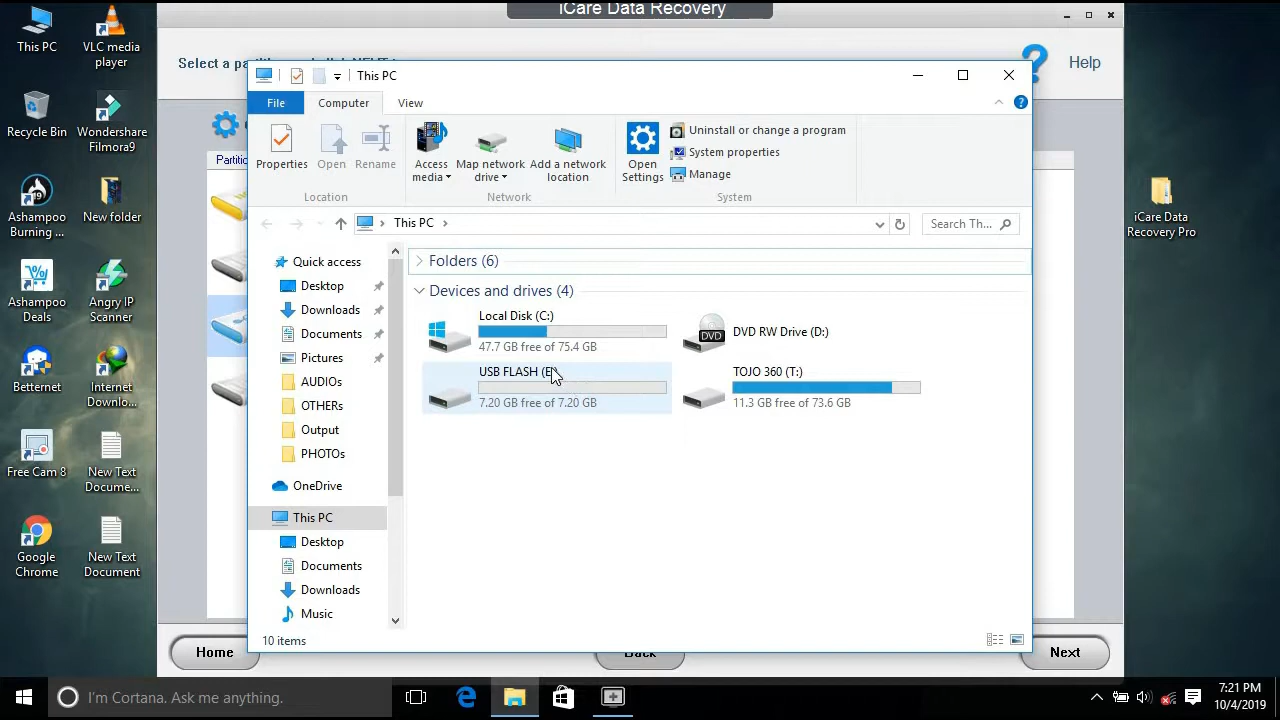 iCare Data Recovery
This PC
VLC media
player
Recycle Bin
Wondershare
Filmora9
Ashampoo
Burning ...
New folder
Ashampoo
Deals
Angry IP
Scanner
Betternet
Internet
Downlo...
Free Cam 8
New Text
Docume...
Google
Chrome
New Text
Document
Help
Partitio
This PC
File
Computer
View
Properties
Open
Rename
Location
Access
media
Map network
drive
Add a network
location
Network
Open
Settings
Uninstall or change a program
System properties
Manage
System
This PC
Search Th...
Quick access
Desktop
Downloads
Documents
Pictures
AUDIOs
OTHERs
Output
PHOTOs
OneDrive
This PC
Desktop
Documents
Downloads
Music
Folders (6)
Devices and drives (4)
Local Disk (C:)
47.7 GB free of 75.4 GB
DVD RW Drive (D:)
DVD
USB FLASH (E:)
7.20 GB free of 7.20 GB
TOJO 360 (T:)
11.3 GB free of 73.6 GB
10 items
Home
Back
Next
iCare Data
Recovery Pro
I'm Cortana. Ask me anything.
7:21 PM
10/4/2019